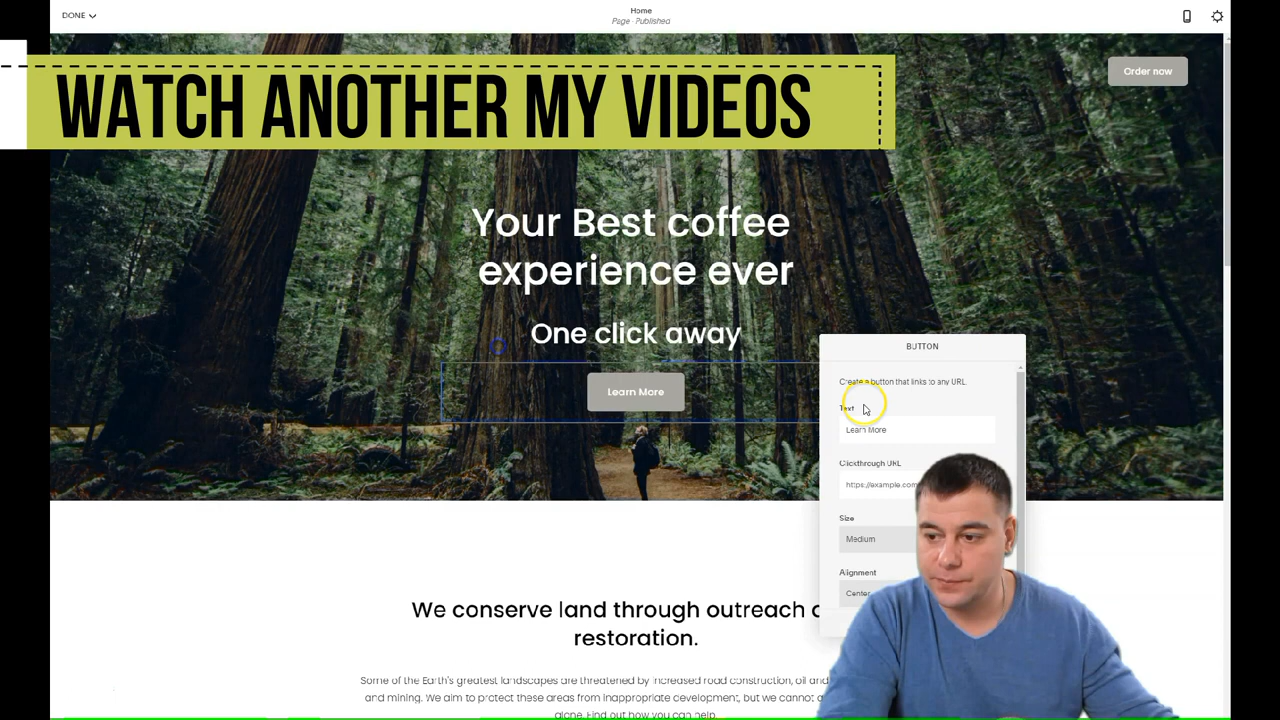 DONE
Home
Page · Published
Order now
WATCH ANOTHER MY VIDEOS
Your Best coffee
experience ever
One click away
Learn More
BUTTON
Create a button that links to any URL.
Text
Learn More
Clickthrough URL
https://example.com
Size
Medium
Alignment
Center
We conserve land through outreach
restoration.
Some of the Earth's greatest landscapes are threatened by increased road construction, oil and
and mining. We aim to protect these areas from inappropriate development, but we cannot
alone. Find out how you can help.